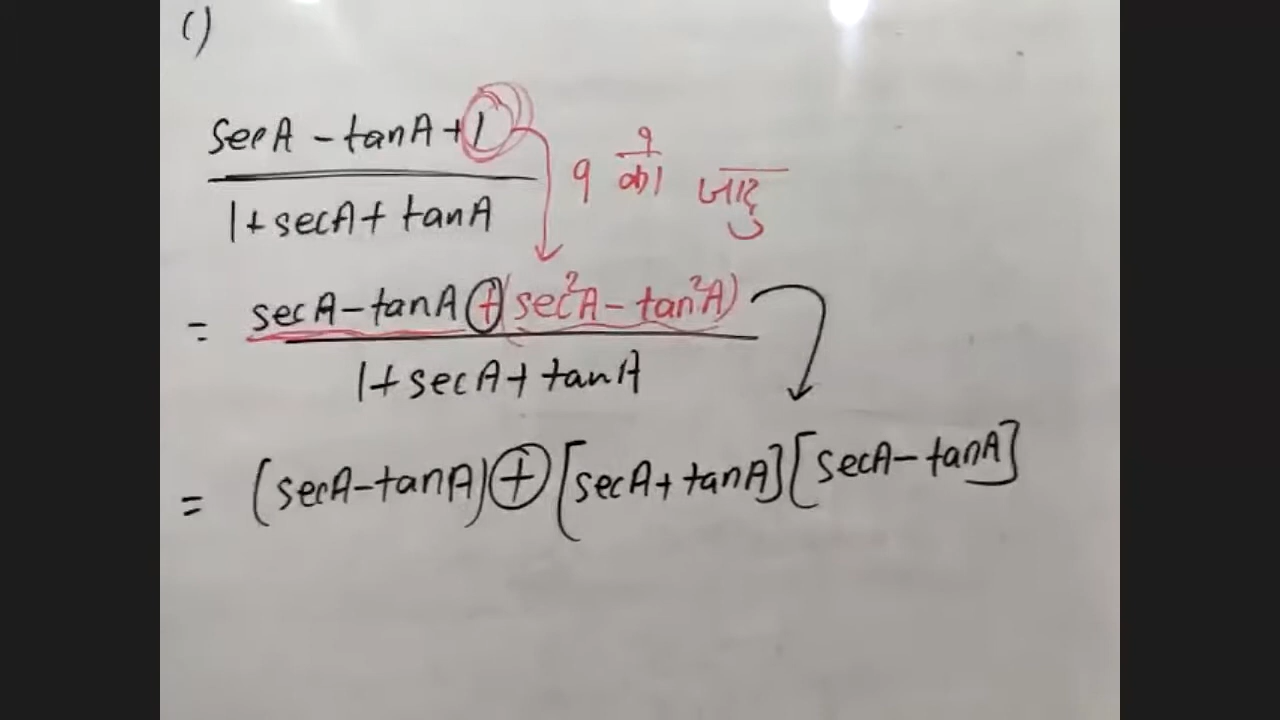 ()
secA - tanA + 1
1 + secA + tanA
१ का जादु
= secA - tanA + (sec²A - tan²A)
1 + secA + tanA
= (secA - tanA) + [secA + tanA] [secA - tanA]